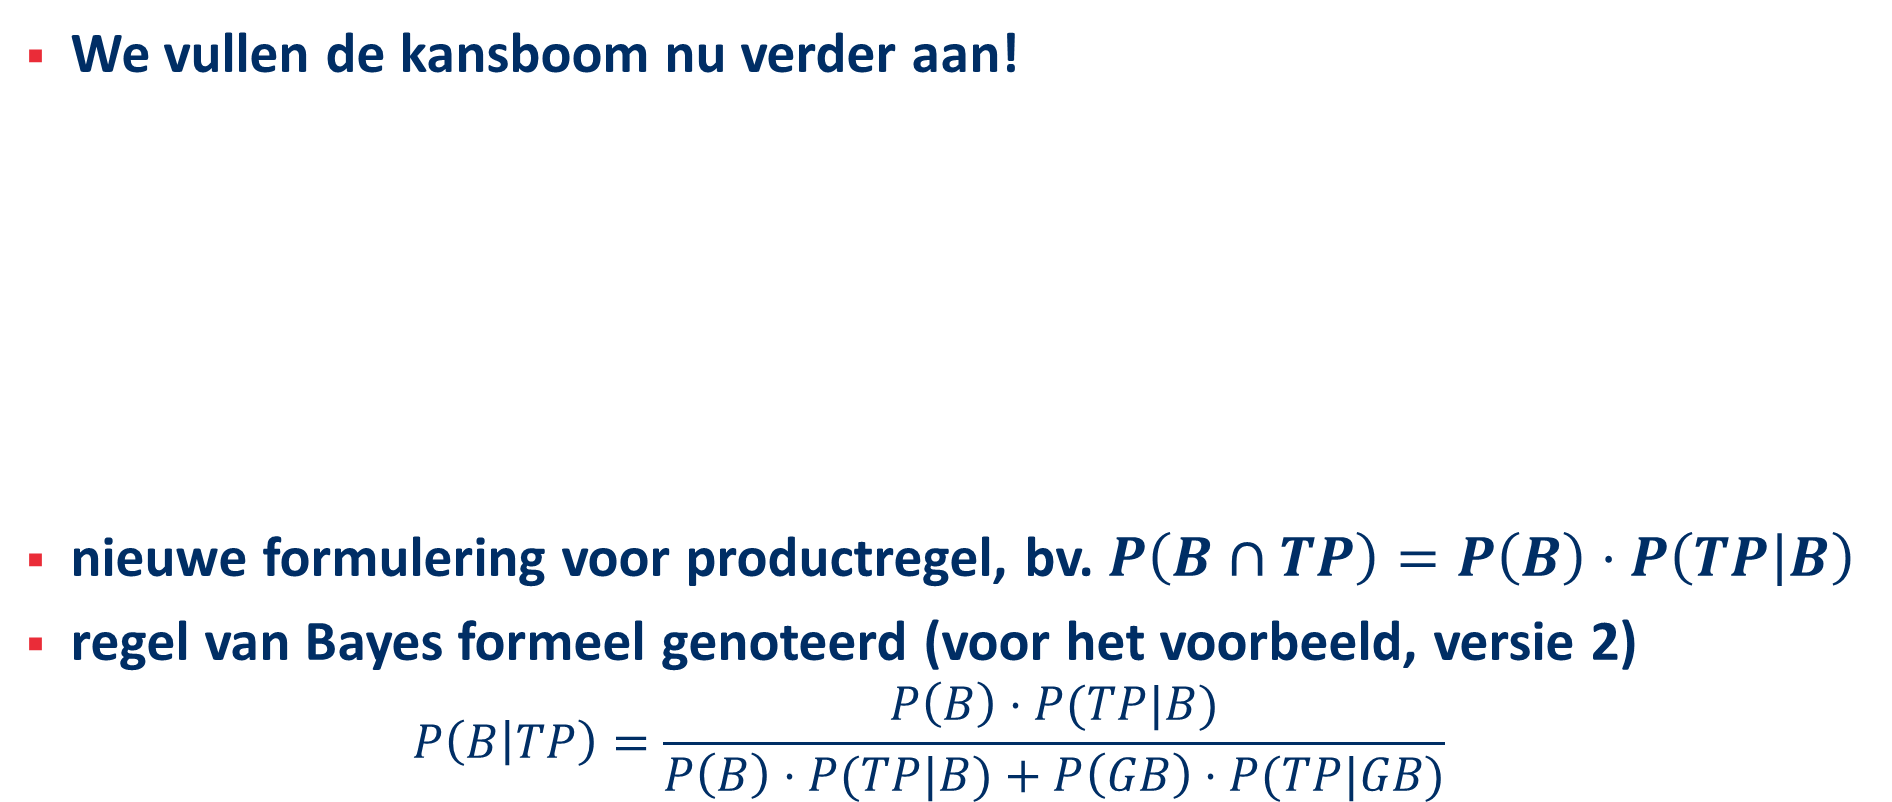 ▪ We vullen de kansboom nu verder aan!
▪ nieuwe formulering voor productregel, bv. P(B ∩ TP) = P(B) · P(TP|B)
▪ regel van Bayes formeel genoteerd (voor het voorbeeld, versie 2)
P(B) · P(TP|B)
P(B|TP) =
P(B) · P(TP|B) + P(GB) · P(TP|GB)